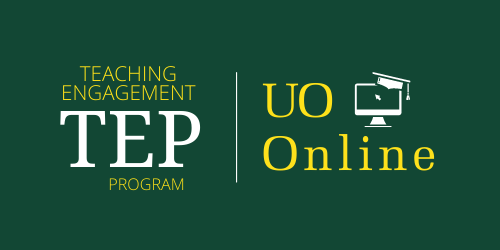 TEACHING
ENGAGEMENT
TEP
PROGRAM
UO
Online